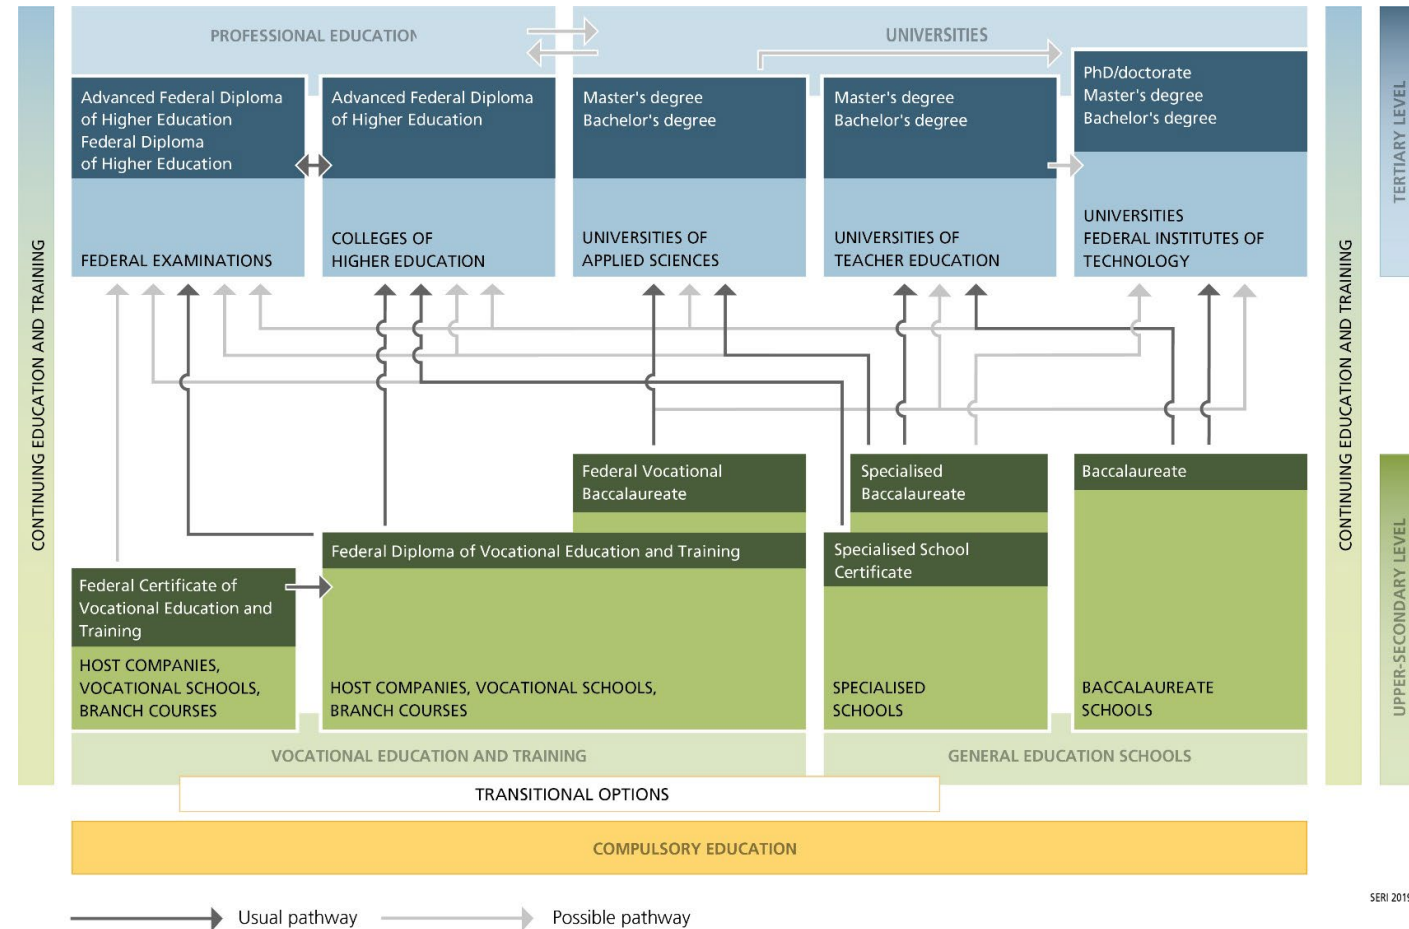 PROFESSIONAL EDUCATION
UNIVERSITIES
Advanced Federal Diploma
of Higher Education
Federal Diploma
of Higher Education
FEDERAL EXAMINATIONS
Advanced Federal Diploma
of Higher Education
COLLEGES OF
HIGHER EDUCATION
Master's degree
Bachelor's degree
UNIVERSITIES OF
APPLIED SCIENCES
Master's degree
Bachelor's degree
UNIVERSITIES OF
TEACHER EDUCATION
PhD/doctorate
Master's degree
Bachelor's degree
UNIVERSITIES
FEDERAL INSTITUTES OF
TECHNOLOGY
CONTINUING EDUCATION AND TRAINING
CONTINUING EDUCATION AND TRAINING
TERTIARY LEVEL
UPPER-SECONDARY LEVEL
Federal Vocational
Baccalaureate
Specialised
Baccalaureate
Baccalaureate
Federal Diploma of Vocational Education and Training
Specialised School
Certificate
Federal Certificate of
Vocational Education and
Training
HOST COMPANIES,
VOCATIONAL SCHOOLS,
BRANCH COURSES
HOST COMPANIES, VOCATIONAL SCHOOLS,
BRANCH COURSES
SPECIALISED
SCHOOLS
BACCALAUREATE
SCHOOLS
VOCATIONAL EDUCATION AND TRAINING
GENERAL EDUCATION SCHOOLS
TRANSITIONAL OPTIONS
COMPULSORY EDUCATION
SERI 2019
Usual pathway
Possible pathway